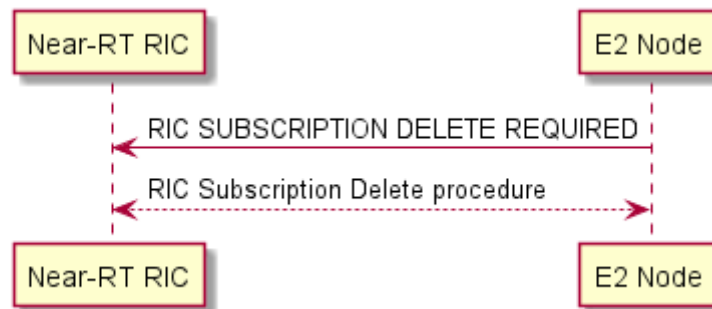 Near-RT RIC
E2 Node
RIC SUBSCRIPTION DELETE REQUIRED
RIC Subscription Delete procedure
Near-RT RIC
E2 Node